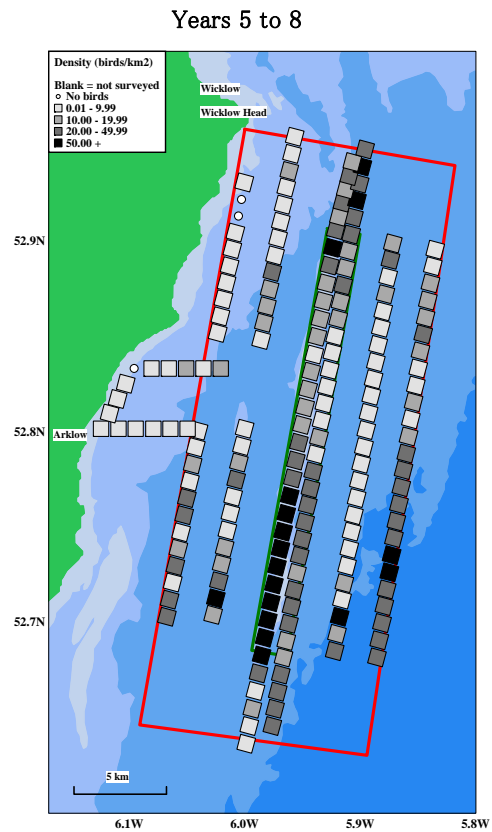 Years 5 to 8
Density (birds/km2)
Blank = not surveyed
No birds
0.01 - 9.99
10.00 - 19.99
20.00 - 49.99
50.00 +
Wicklow
Wicklow Head
52.9N
52.8N
Arklow
52.7N
5 km
6.1W 6.0W 5.9W 5.8W